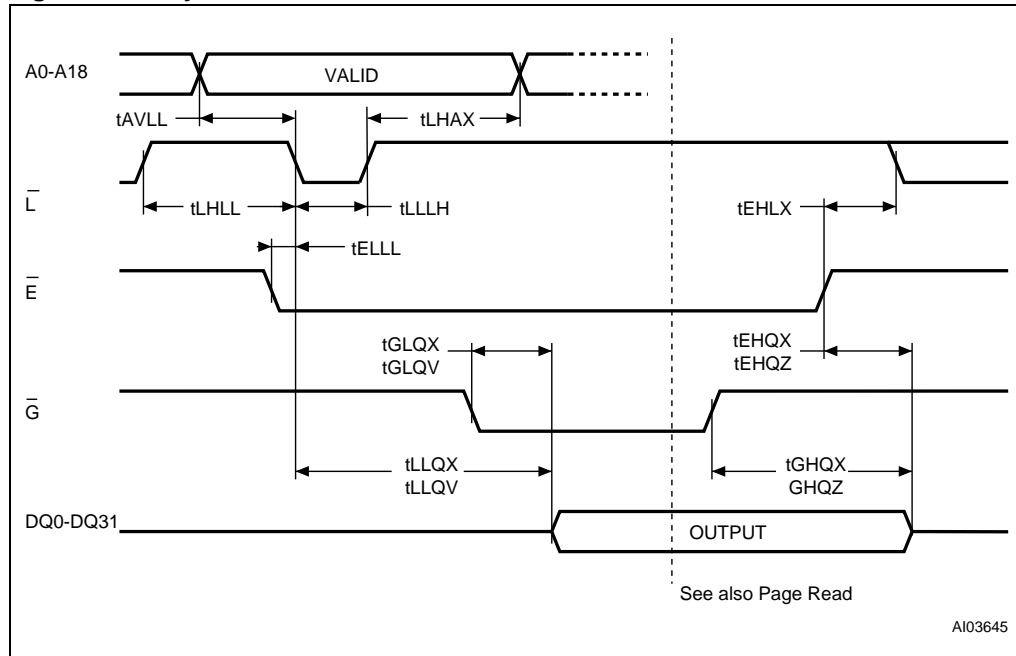 A0-A18
VALID
tAVLL
tLHAX
L
tLHLL
tLLLH
tEHLX
tELLL
E
tGLQX
tGLQV
tEHQX
tEHQZ
G
tLLQX
tLLQV
tGHQX
GHQZ
DQ0-DQ31
OUTPUT
See also Page Read
AI03645